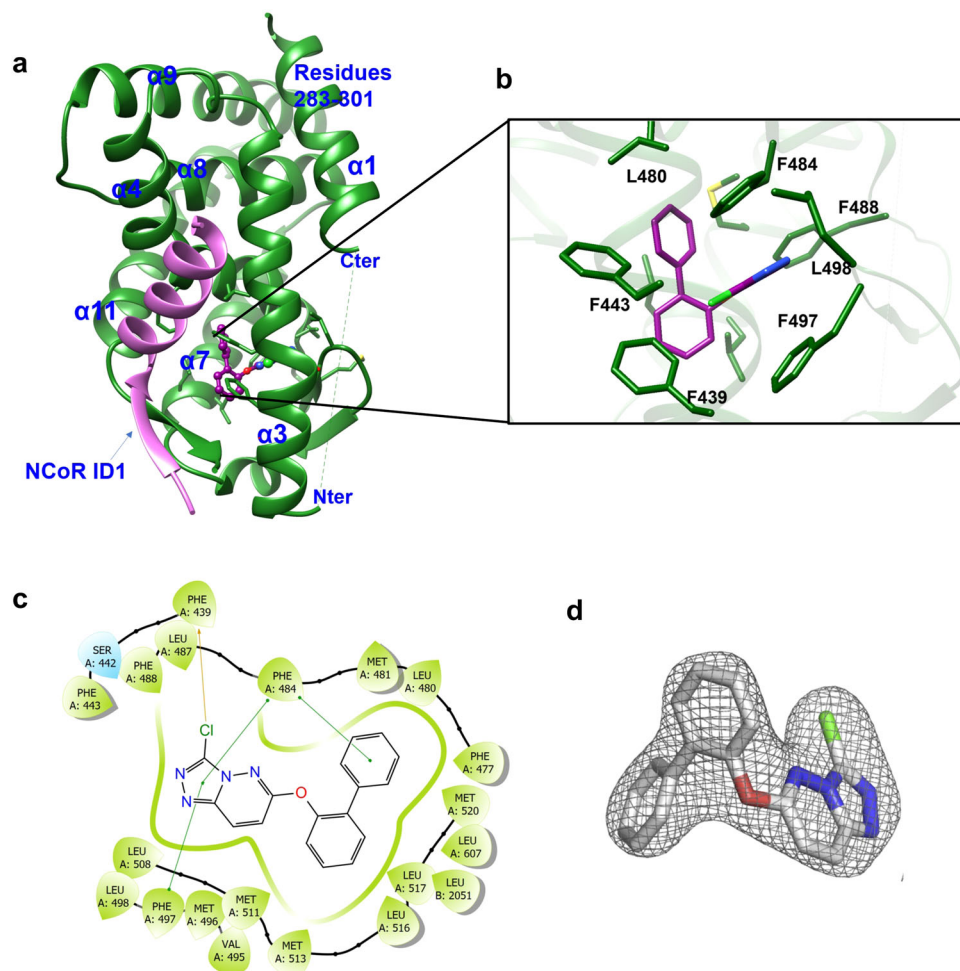 a
α9
Residues
283-301
α8
α1
α4
Cter
α11
α7
α3
NCoR ID1
Nter
b
L480
F484
F488
L498
F443
F497
F439
c
PHE
A: 439
SER
A: 442
LEU
A: 487
PHE
A: 488
PHE
A: 443
PHE
A: 484
MET
A: 481
LEU
A: 480
PHE
A: 477
Cl
N
N
N
N
N
O
MET
A: 520
LEU
A: 607
LEU
A: 517
LEU
B: 2051
LEU
A: 516
LEU
A: 508
LEU
A: 498
PHE
A: 497
MET
A: 496
MET
A: 511
VAL
A: 495
MET
A: 513
d